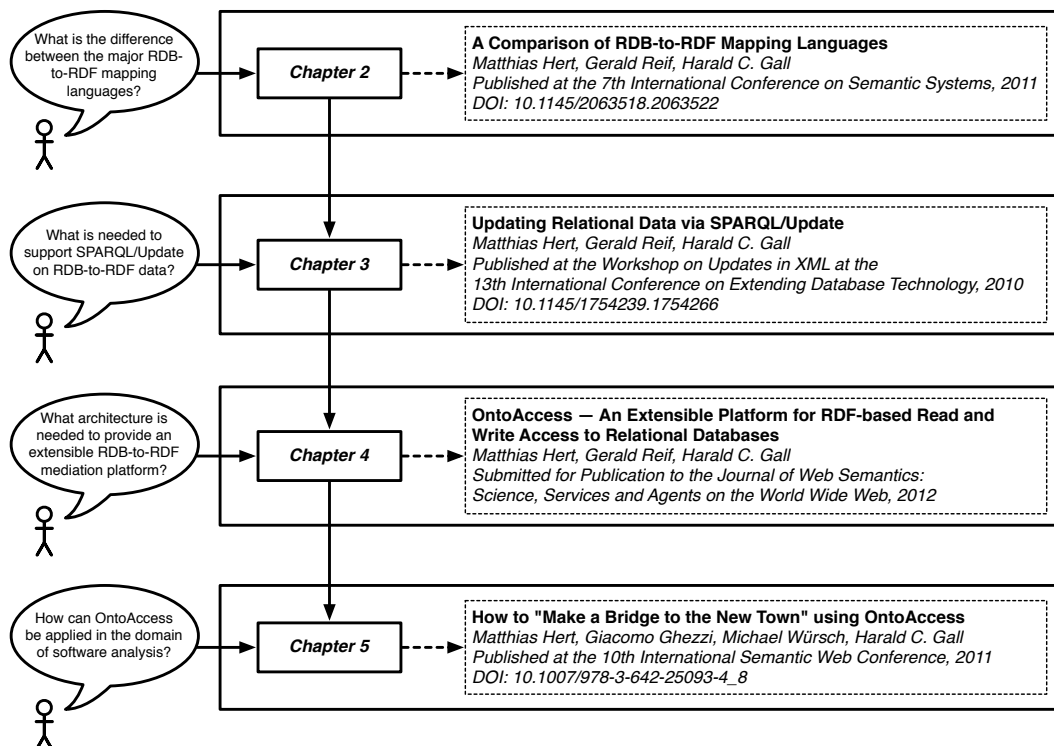 What is the difference
between the major RDB-
to-RDF mapping
languages?
Chapter 2
A Comparison of RDB-to-RDF Mapping Languages
Matthias Hert, Gerald Reif, Harald C. Gall
Published at the 7th International Conference on Semantic Systems, 2011
DOI: 10.1145/2063518.2063522
What is needed to
support SPARQL/Update
on RDB-to-RDF data?
Chapter 3
Updating Relational Data via SPARQL/Update
Matthias Hert, Gerald Reif, Harald C. Gall
Published at the Workshop on Updates in XML at the
13th International Conference on Extending Database Technology, 2010
DOI: 10.1145/1754239.1754266
What architecture is
needed to provide an
extensible RDB-to-RDF
mediation platform?
Chapter 4
OntoAccess — An Extensible Platform for RDF-based Read and
Write Access to Relational Databases
Matthias Hert, Gerald Reif, Harald C. Gall
Submitted for Publication to the Journal of Web Semantics:
Science, Services and Agents on the World Wide Web, 2012
How can OntoAccess
be applied in the domain
of software analysis?
Chapter 5
How to "Make a Bridge to the New Town" using OntoAccess
Matthias Hert, Giacomo Ghezzi, Michael Würsch, Harald C. Gall
Published at the 10th International Semantic Web Conference, 2011
DOI: 10.1007/978-3-642-25093-4_8